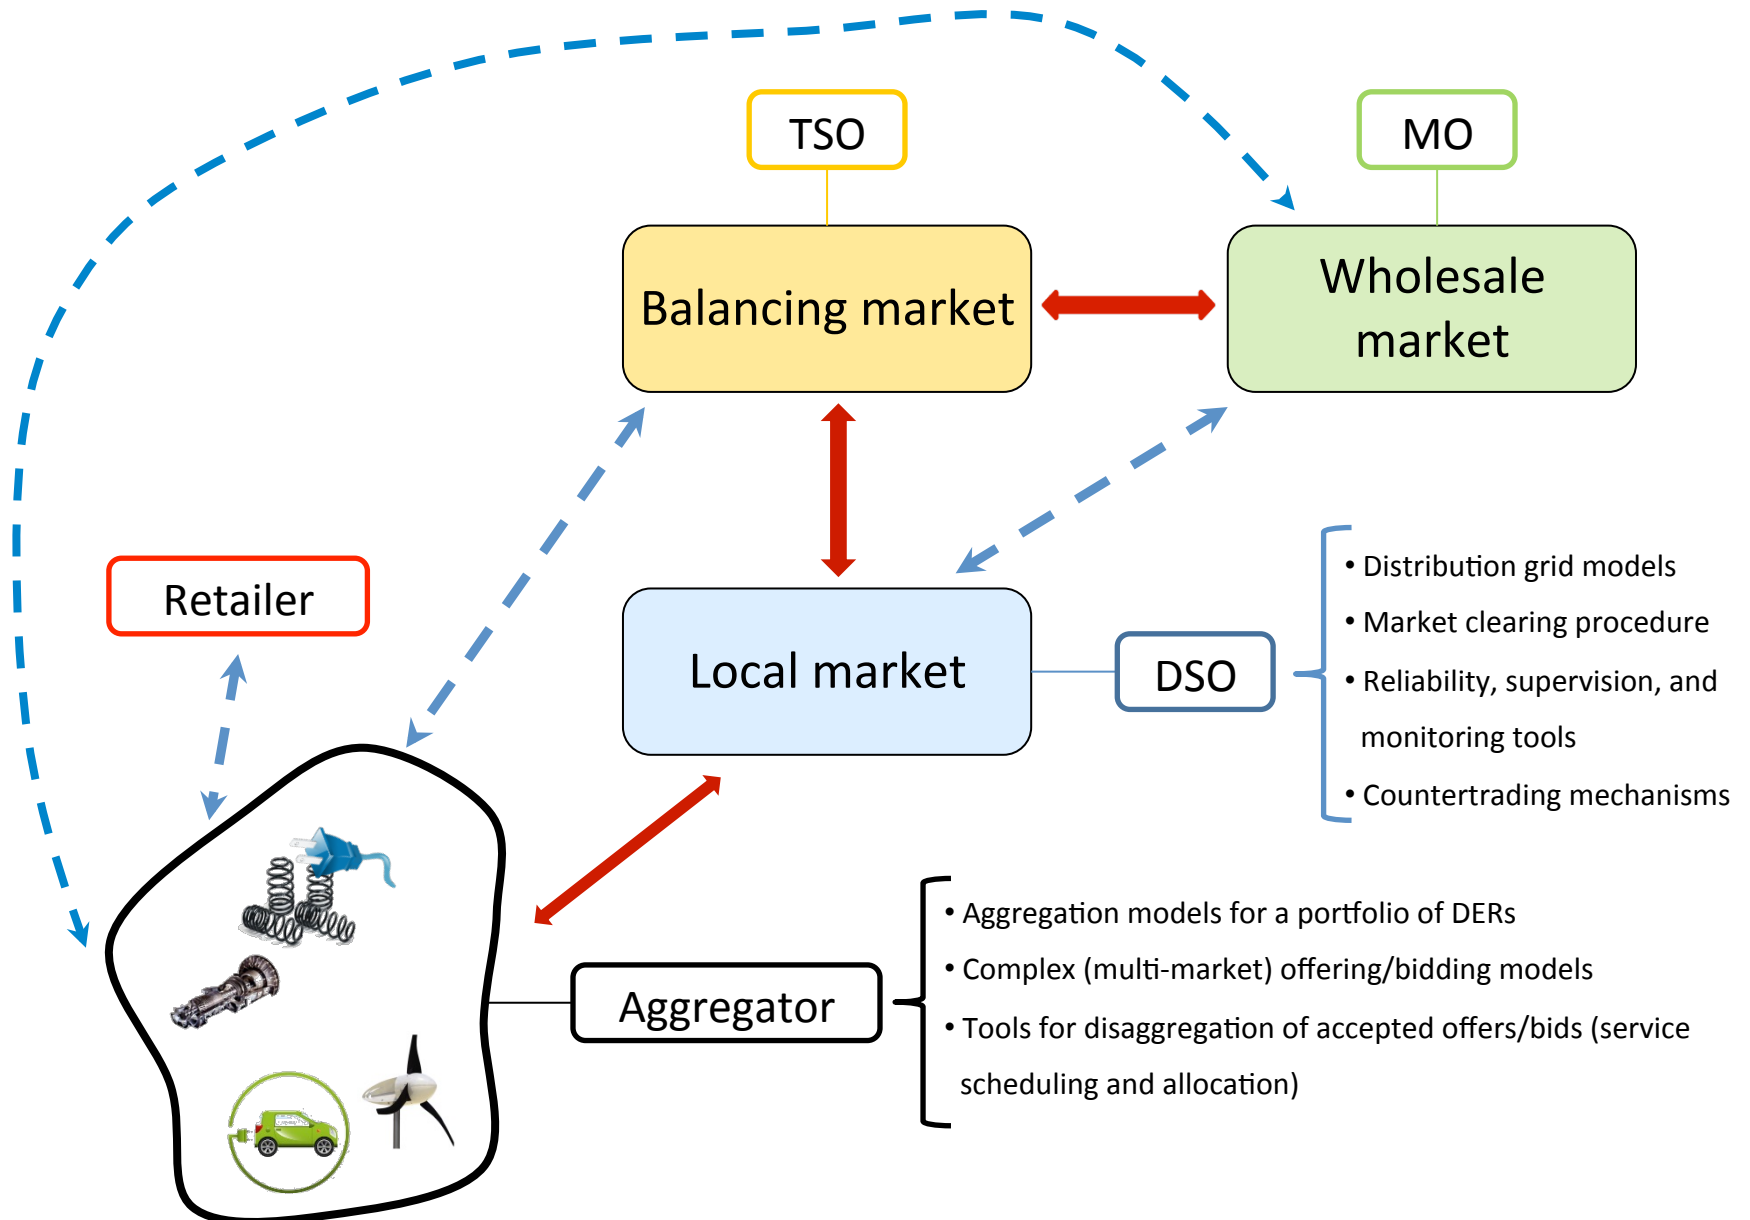 TSO
MO
Balancing market
Wholesale
market
Retailer
Local market
DSO
• Distribution grid models
• Market clearing procedure
• Reliability, supervision, and
monitoring tools
• Countertrading mechanisms
Aggregator
• Aggregation models for a portfolio of DERs
• Complex (multi-market) offering/bidding models
• Tools for disaggregation of accepted offers/bids (service
scheduling and allocation)